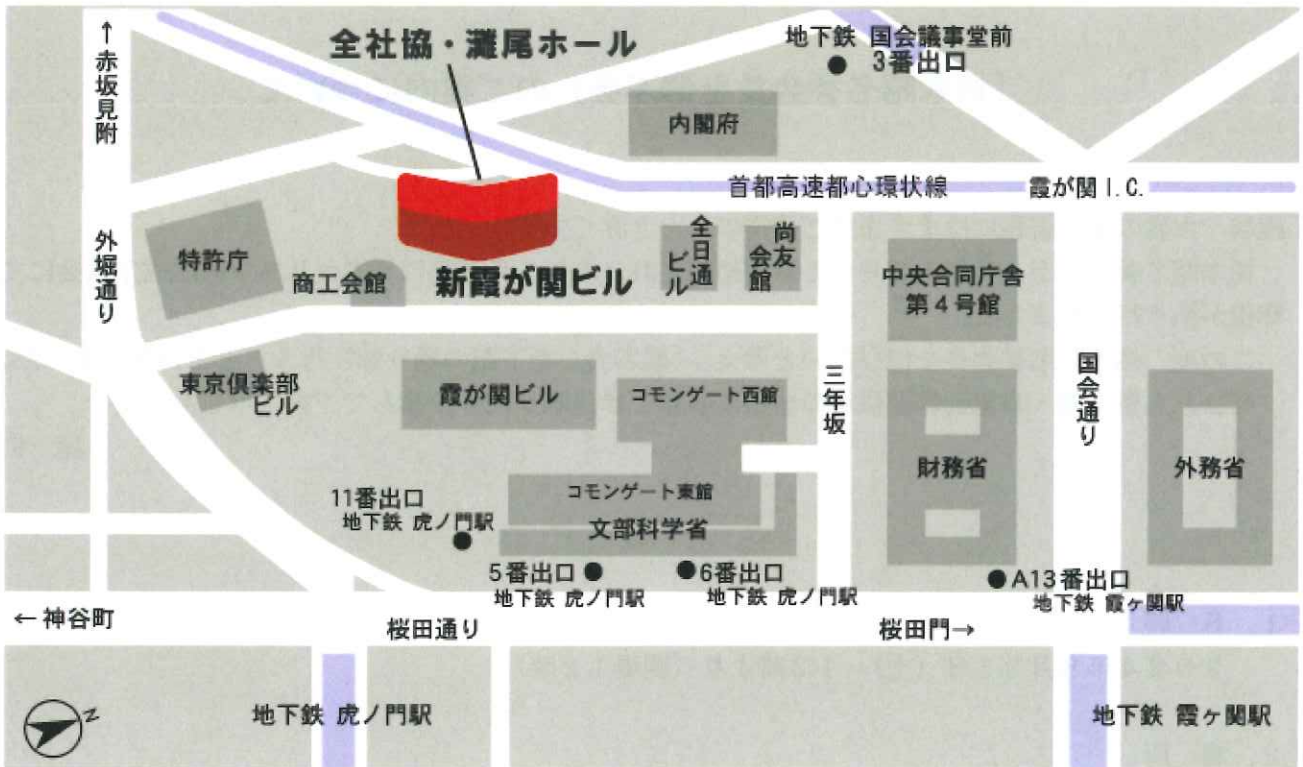 全社協・灘尾ホール
地下鉄 国会議事堂前
3番出口
↑赤坂見附
内閣府
首都高速都心環状線
霞が関 I.C.
外堀通り
特許庁
商工会館
新霞が関ビル
全日通
ビル
尚友
会館
中央合同庁舎
第4号館
東京倶楽部
ビル
霞が関ビル
コモンゲート西館
三年坂
国会通り
財務省
外務省
コモンゲート東館
文部科学省
11番出口
地下鉄 虎ノ門駅
5番出口
地下鉄 虎ノ門駅
6番出口
地下鉄 虎ノ門駅
A13番出口
地下鉄 霞ヶ関駅
←神谷町
桜田通り
桜田門→
N
地下鉄 虎ノ門駅
地下鉄 霞ヶ関駅